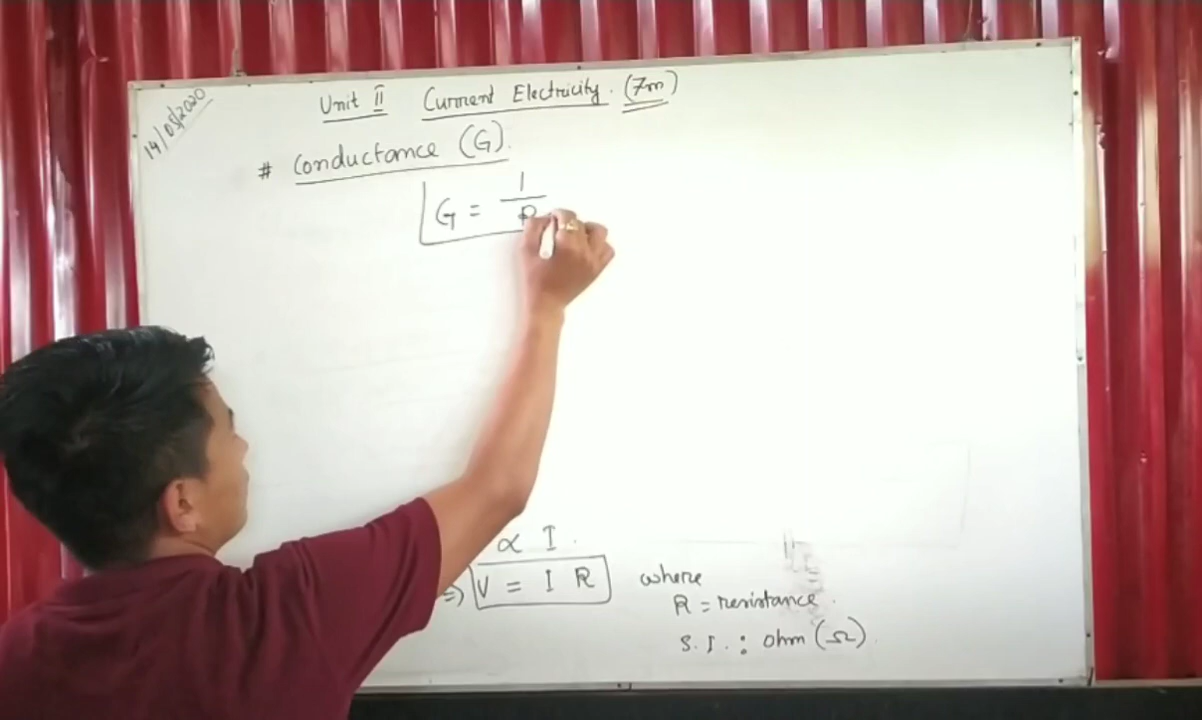 14/05/2020
Unit II Current Electricity. (7m)
# Conductance (G).
G = 1/R
∝ I.
=) V = I R where
R = resistance.
S.I. : ohm (Ω).